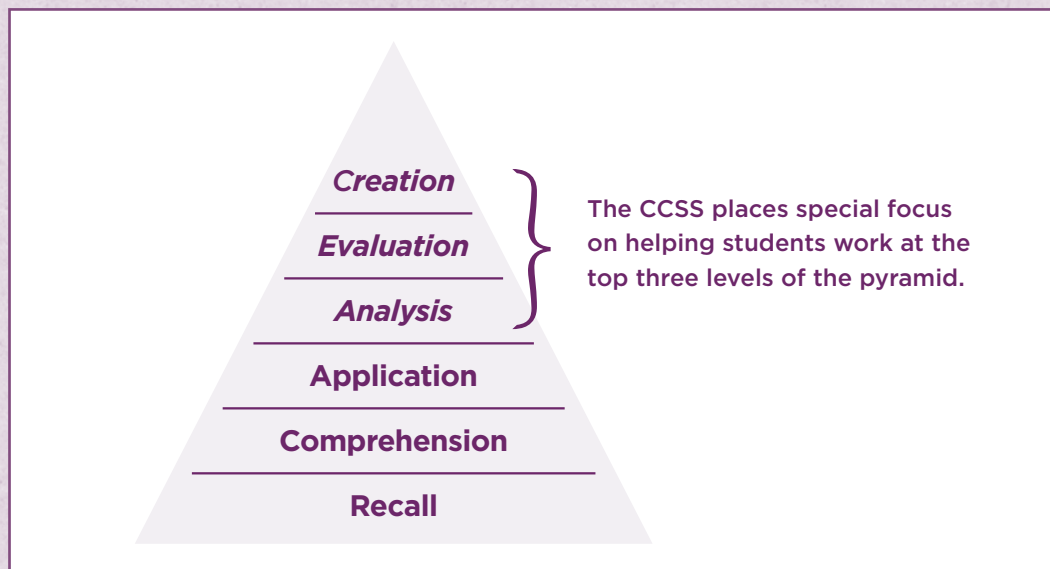 Creation
Evaluation
Analysis
Application
Comprehension
Recall
The CCSS places special focus
on helping students work at the
top three levels of the pyramid.